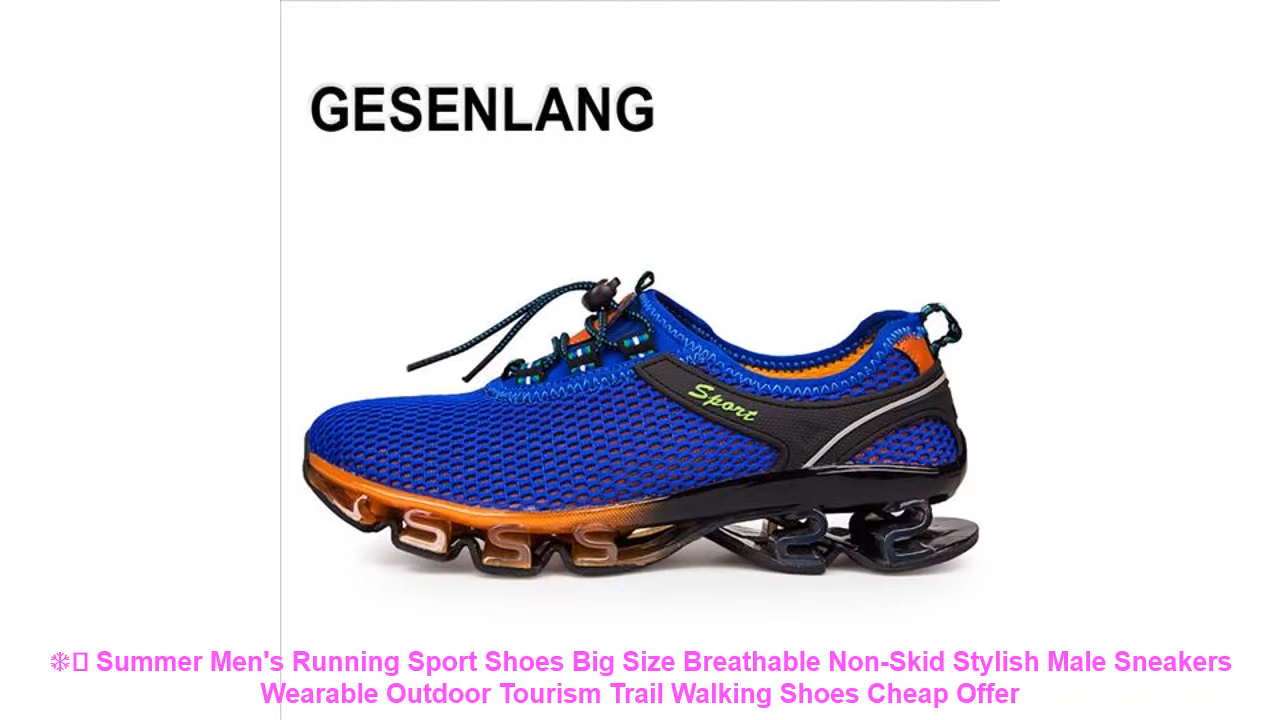 GESENLANG
Sport
❄️ Summer Men's Running Sport Shoes Big Size Breathable Non-Skid Stylish Male Sneakers
Wearable Outdoor Tourism Trail Walking Shoes Cheap Offer